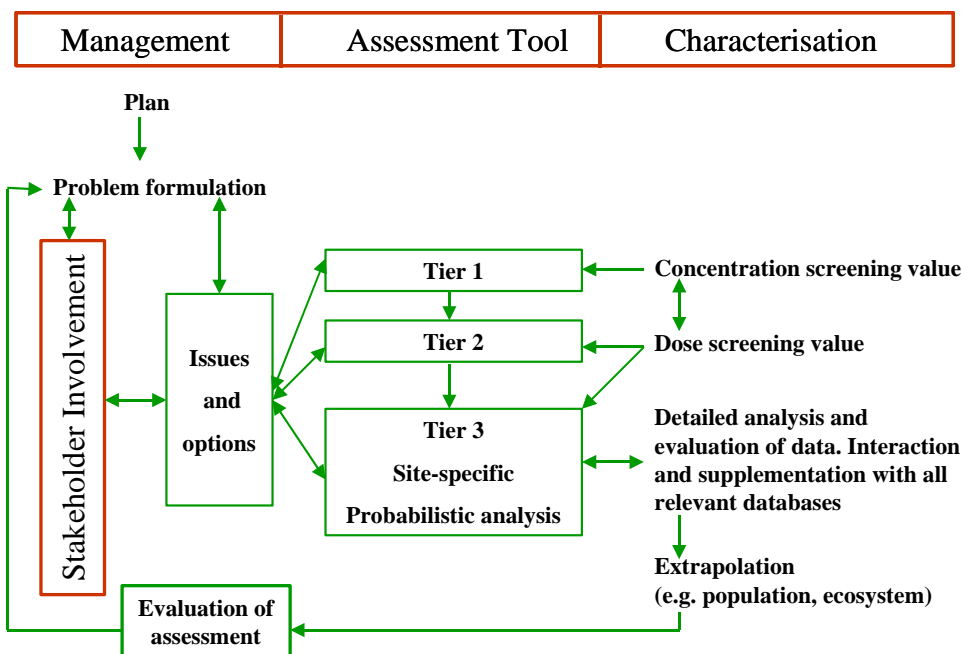 Management
Assessment Tool
Characterisation
Plan
Problem formulation
Stakeholder Involvement
Issues
and
options
Tier 1
Tier 2
Tier 3
Site-specific
Probabilistic analysis
Concentration screening value
Dose screening value
Detailed analysis and
evaluation of data. Interaction
and supplementation with all
relevant databases
Extrapolation
(e.g. population, ecosystem)
Evaluation of
assessment